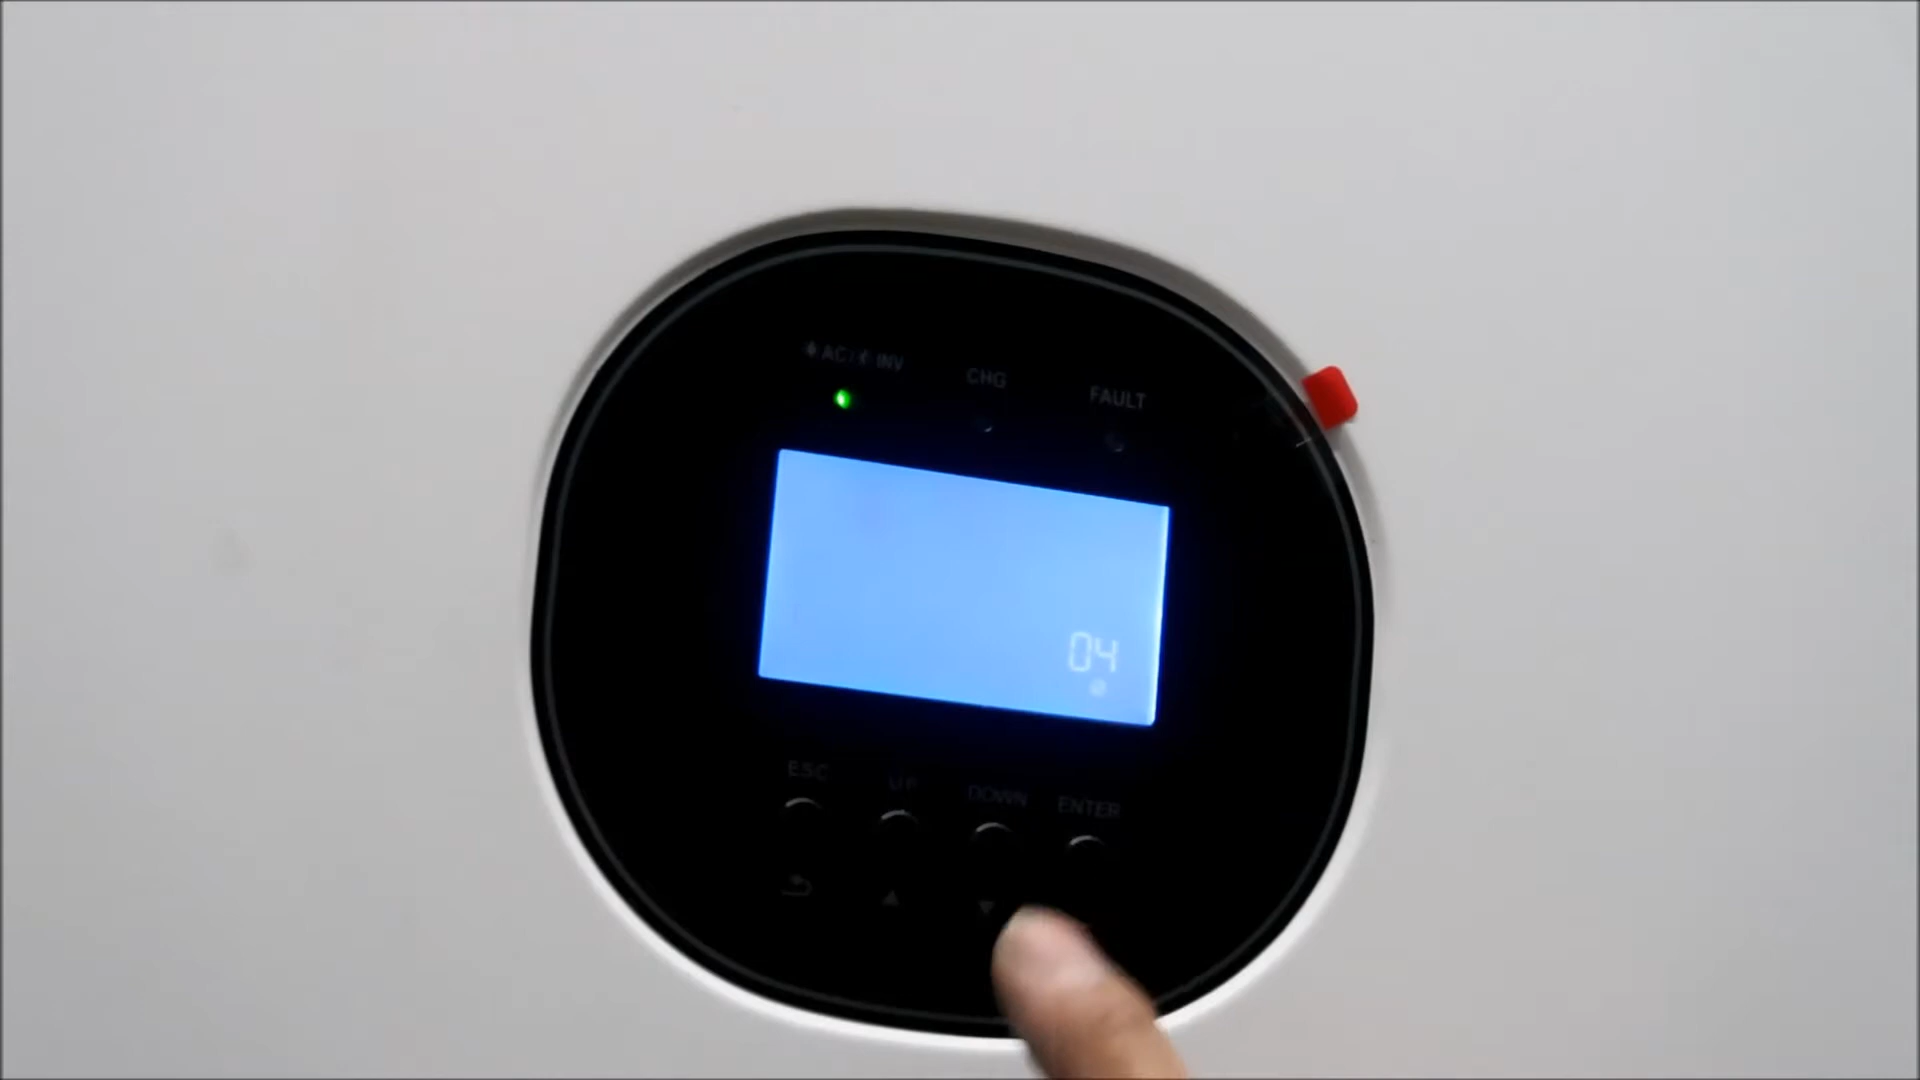 AC/ INV
CHG
FAULT
04
ESC
UP
DOWN
ENTER